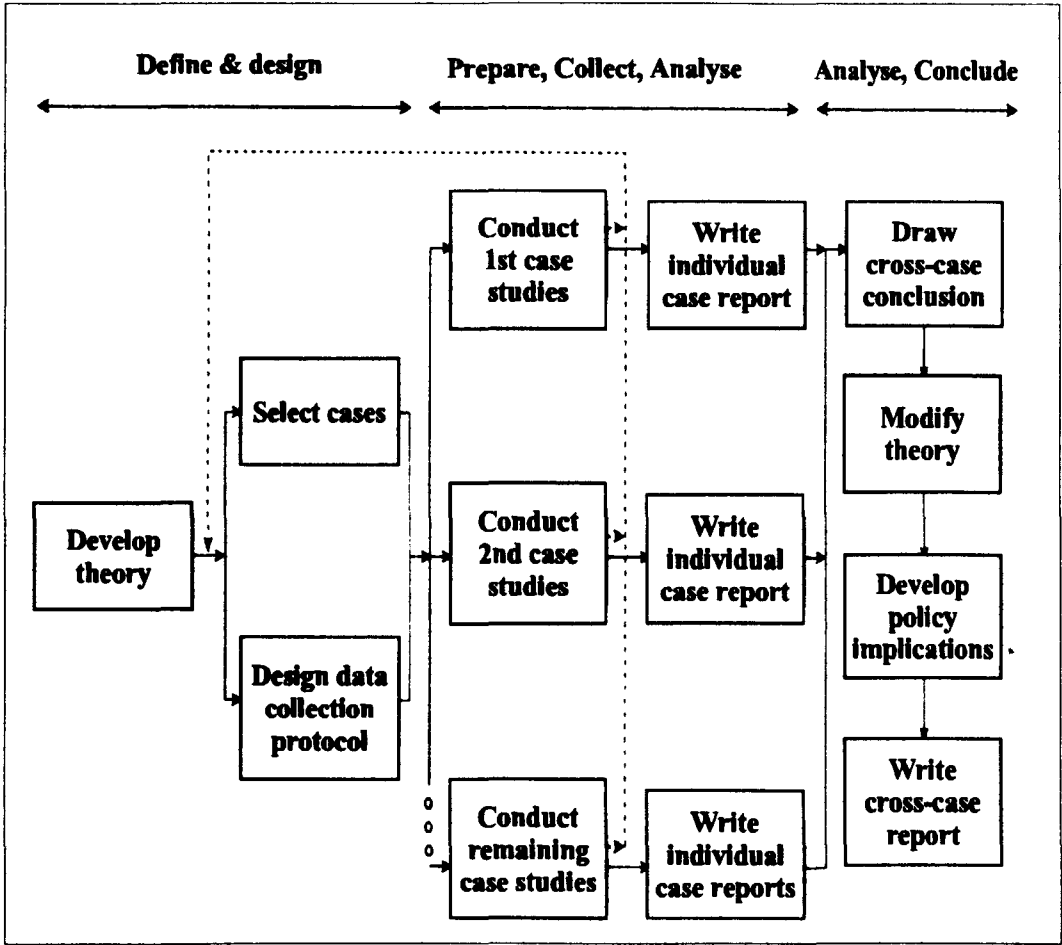 Define & design
Prepare, Collect, Analyse
Analyse, Conclude
Conduct
1st case
studies
Write
individual
case report
Draw
cross-case
conclusion
Select cases
Modify
theory
Develop
theory
Conduct
2nd case
studies
Write
individual
case report
Develop
policy
implications
Design data
collection
protocol
Conduct
remaining
case studies
Write
individual
case reports
Write
cross-case
report